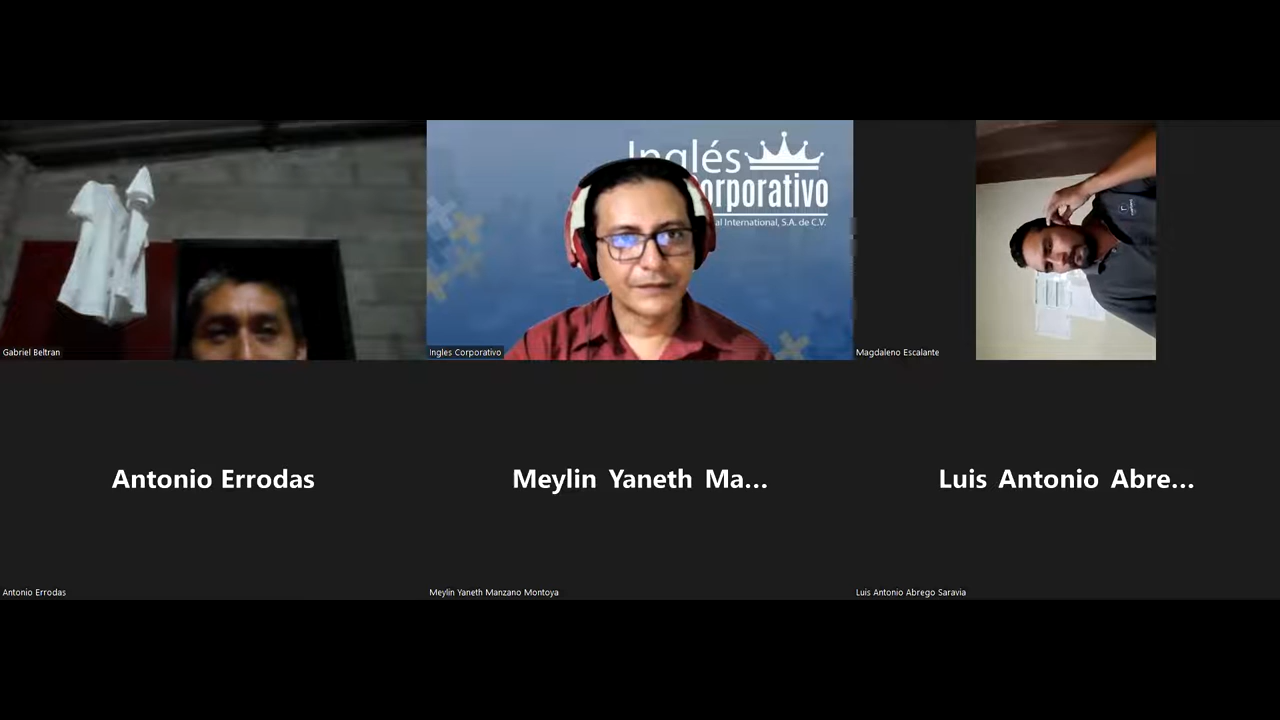 Inglés
orporativo
al International, S.A. de C.V.
Gabriel Beltran
Ingles Corporativo
Magdaleno Escalante
Antonio Errodas
Meylin Yaneth Ma...
Luis Antonio Abre...
Antonio Errodas
Meylin Yaneth Manzano Montoya
Luis Antonio Abrego Saravia